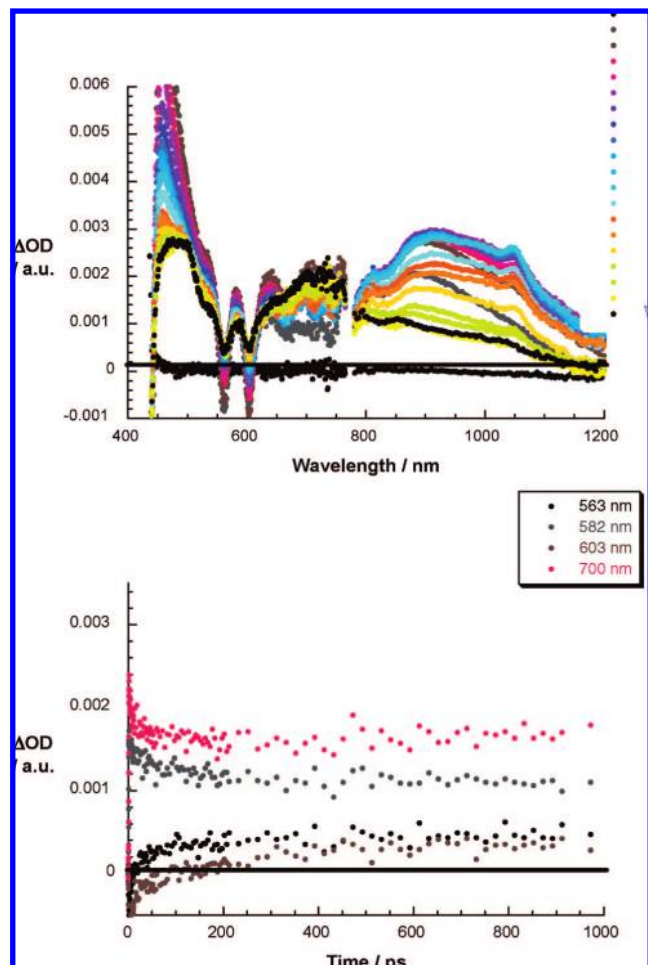 0.006
0.005
0.004
0.003
ΔOD
/ a.u.
0.002
0.001
0
-0.001
400 600 800 1000 1200
Wavelength / nm
563 nm
582 nm
603 nm
700 nm
0.003
0.002
ΔOD
/ a.u.
0.001
0
0 200 400 600 800 1000
Time / ps